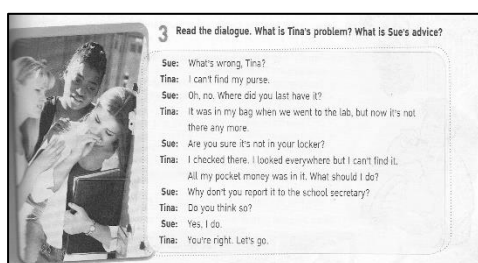 3 Read the dialogue. What is Tina's problem? What is Sue's advice?
Sue: What's wrong, Tina?
Tina: I can't find my purse.
Sue: Oh, no. Where did you last have it?
Tina: It was in my bag when we went to the lab, but now it's not
there any more.
Sue: Are you sure it's not in your locker?
Tina: I checked there. I looked everywhere but I can't find it.
All my pocket money was in it. What should I do?
Sue: Why don't you report it to the school secretary?
Tina: Do you think so?
Sue: Yes, I do.
Tina: You're right. Let's go.